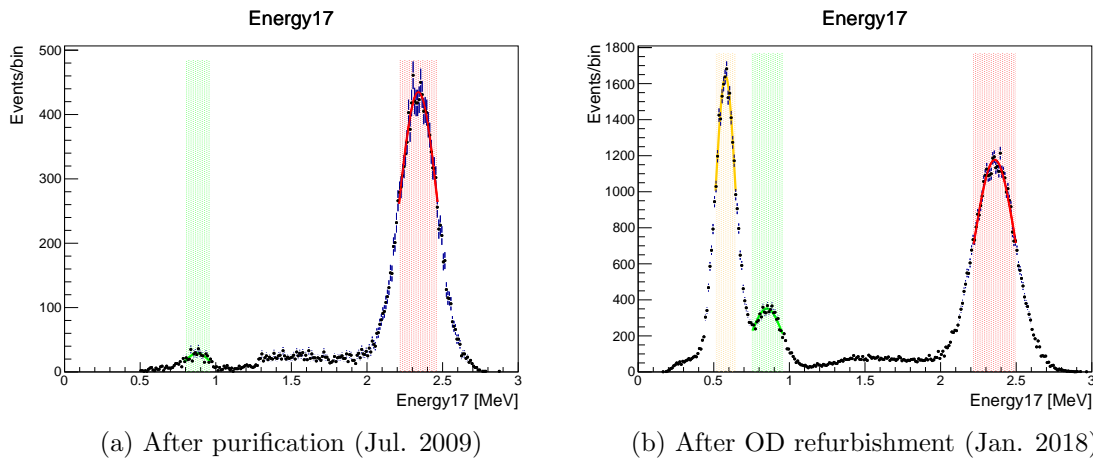 Energy17
Events/bin
500
400
300
200
100
0
0 0.5 1 1.5 2 2.5 3
Energy17 [MeV]
(a) After purification (Jul. 2009)
Energy17
Events/bin
1800
1600
1400
1200
1000
800
600
400
200
0
0 0.5 1 1.5 2 2.5 3
Energy17 [MeV]
(b) After OD refurbishment (Jan. 2018)